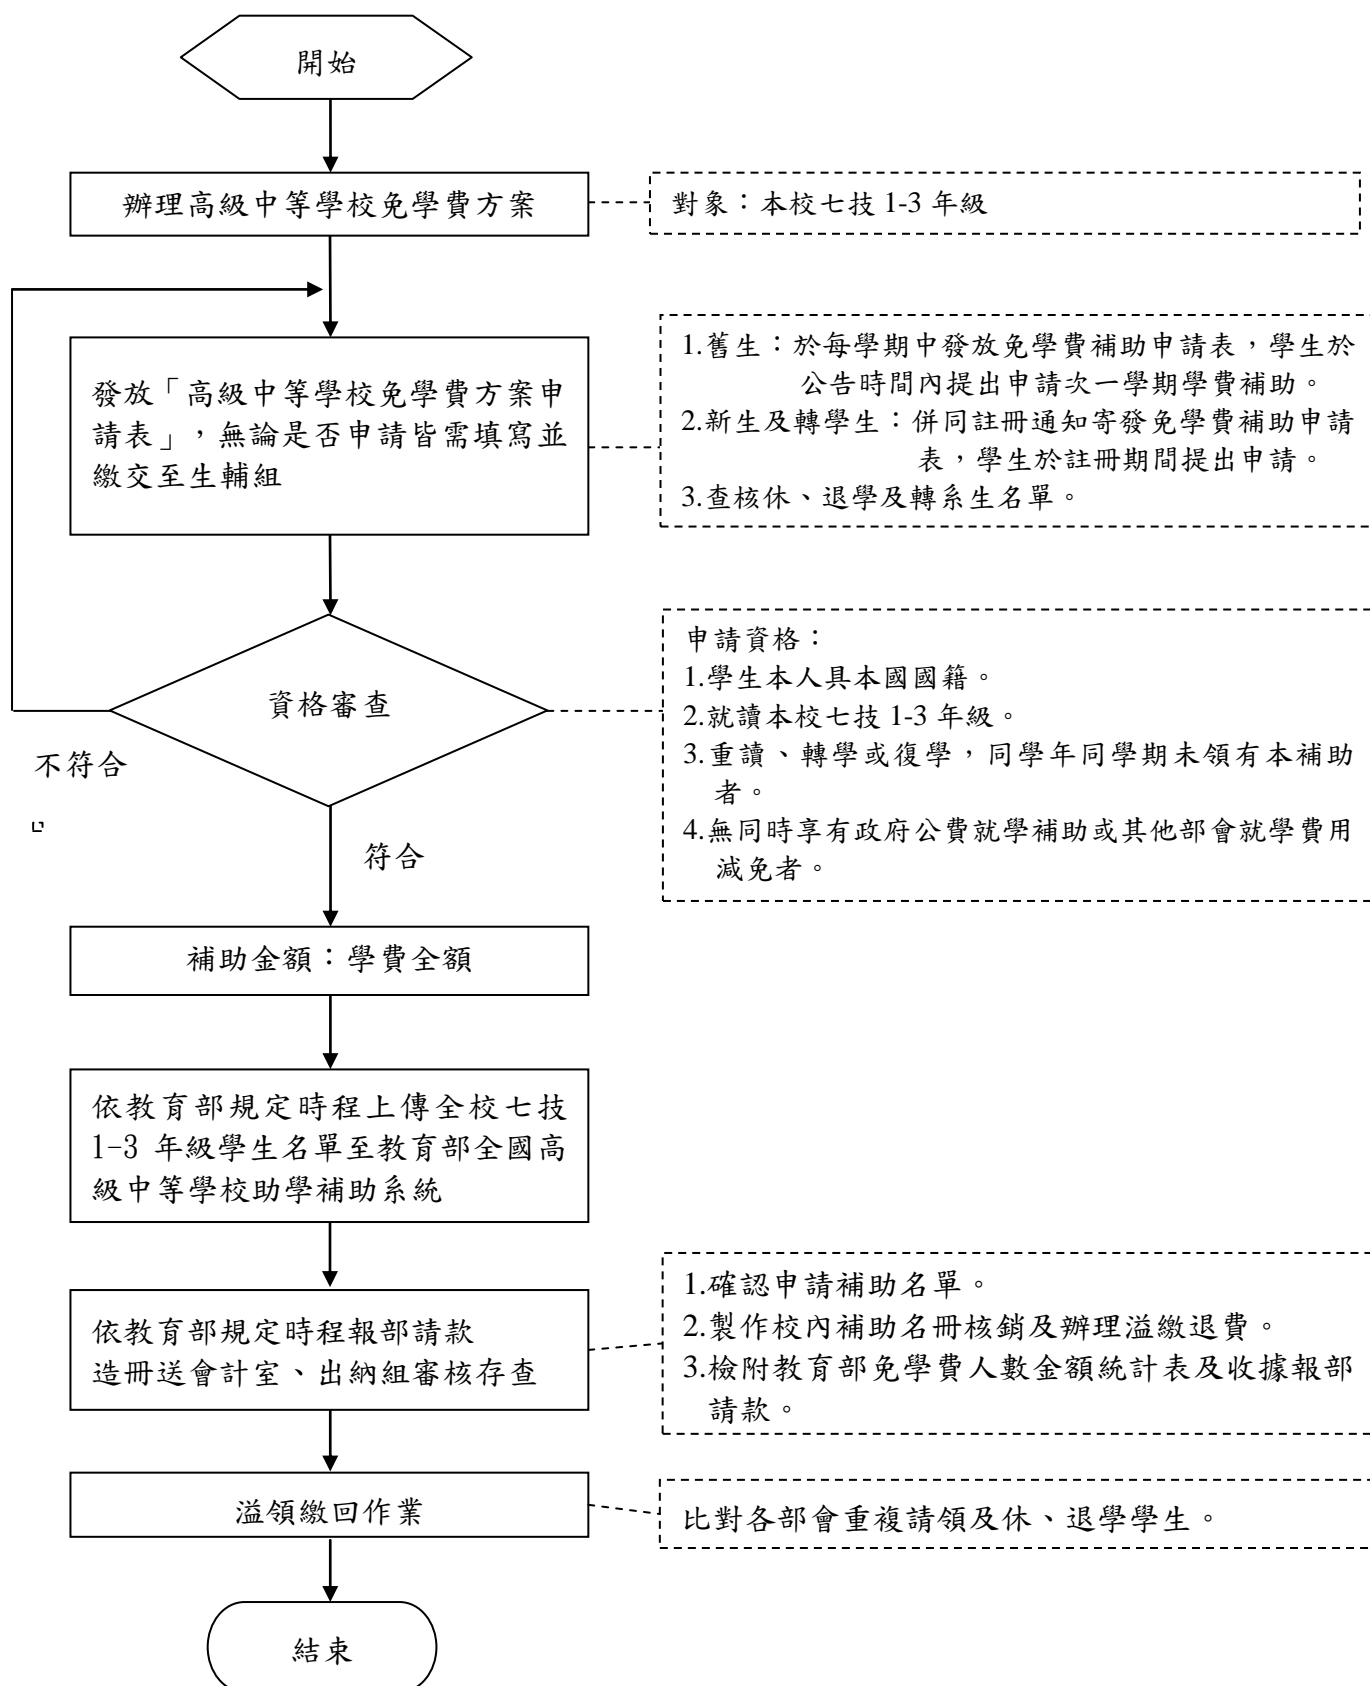 開始
辦理高級中等學校免學費方案
對象：本校七技 1-3 年級
發放「高級中等學校免學費方案申
請表」，無論是否申請皆需填寫並
繳交至生輔組
1.舊生：於每學期中發放免學費補助申請表，學生於
公告時間內提出申請次一學期學費補助。
2.新生及轉學生：併同註冊通知寄發免學費補助申請
表，學生於註冊期間提出申請。
3.查核休、退學及轉系生名單。
資格審查
申請資格：
1.學生本人具本國國籍。
2.就讀本校七技 1-3 年級。
3.重讀、轉學或復學，同學年同學期未領有本補助
者。
4.無同時享有政府公費就學補助或其他部會就學費用
減免者。
不符合
」
符合
補助金額：學費全額
依教育部規定時程上傳全校七技
1-3 年級學生名單至教育部全國高
級中等學校助學補助系統
依教育部規定時程報部請款
造冊送會計室、出納組審核存查
1.確認申請補助名單。
2.製作校內補助名冊核銷及辦理溢繳退費。
3.檢附教育部免學費人數金額統計表及收據報部
請款。
溢領繳回作業
比對各部會重複請領及休、退學學生。
結束